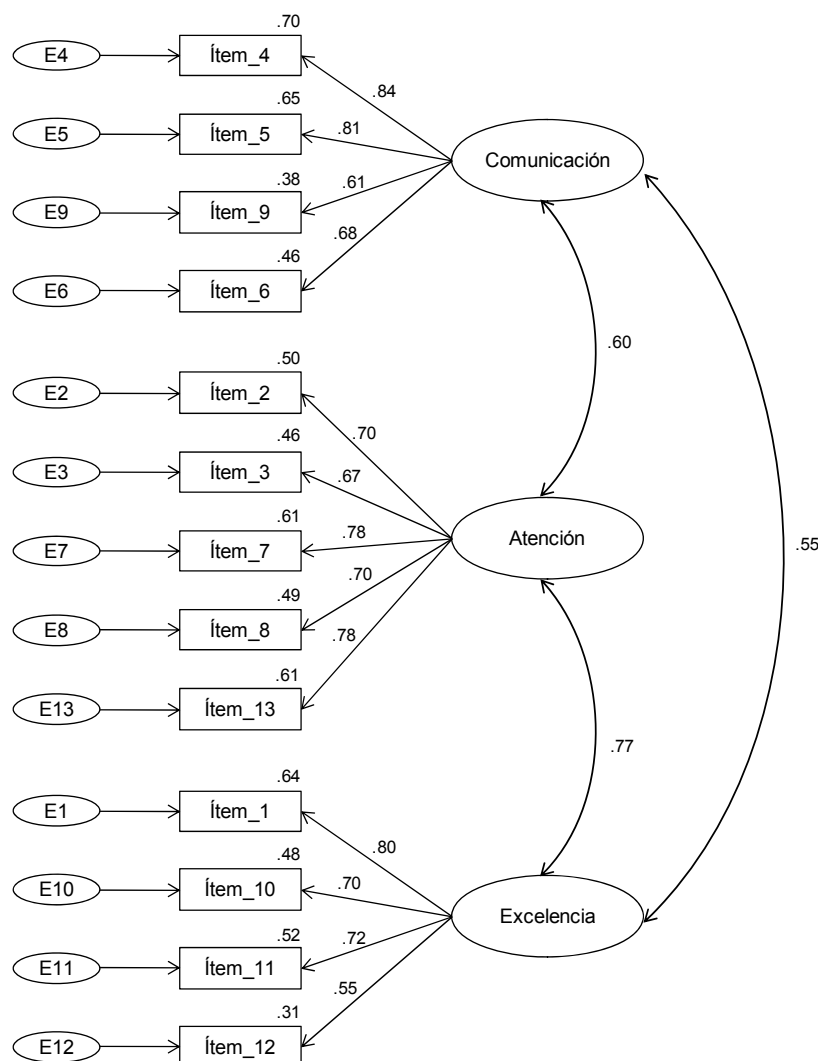 .70
E4
Ítem_4
.84
.65
E5
Ítem_5
.81
Comunicación
.38
E9
Ítem_9
.61
.68
.46
E6
Ítem_6
.60
.50
E2
Ítem_2
.70
.46
E3
Ítem_3
.67
.61
E7
Ítem_7
.78
Atención
.55
.70
.49
E8
Ítem_8
.78
.61
E13
Ítem_13
.77
.64
E1
Ítem_1
.80
.48
E10
Ítem_10
.70
Excelencia
.52
E11
Ítem_11
.72
.55
.31
E12
Ítem_12